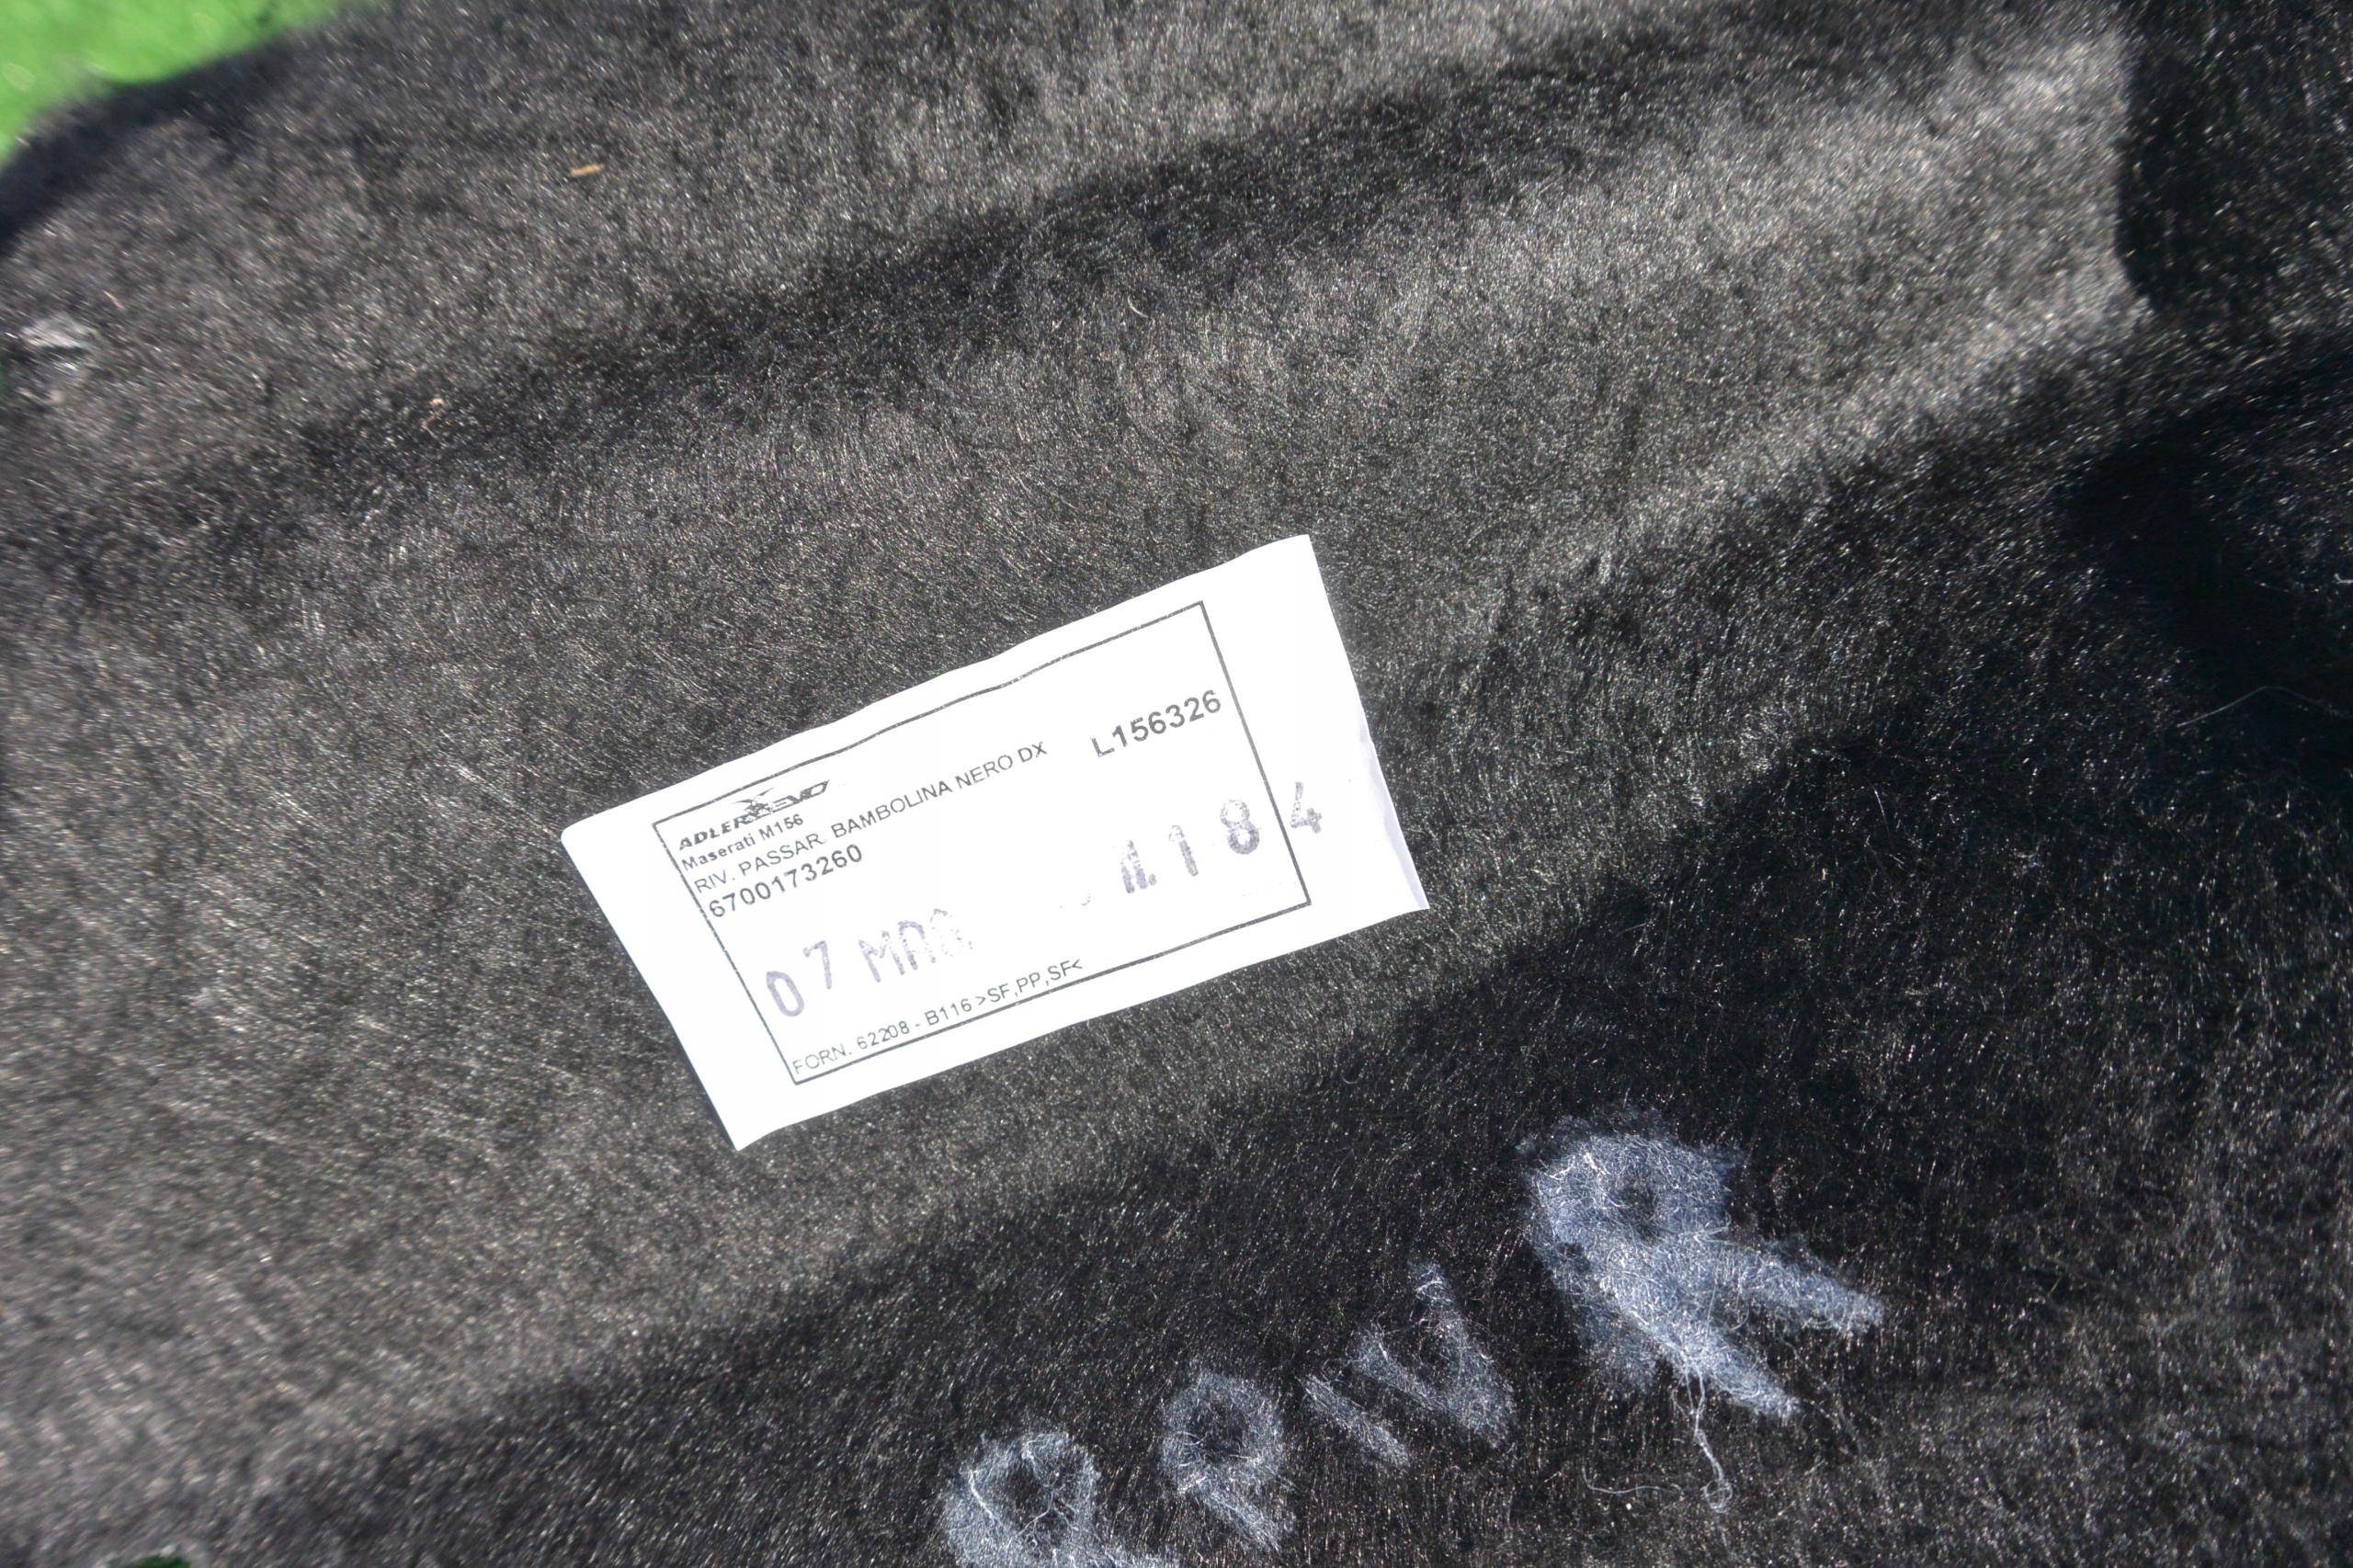 ADLER EVO
Maserati M156
RIV. PASSAR. BAMBOLINA NERO DX L156326
6700173260
07 MAG N.184
FORN. 62208 - B116 >SF,PP,SF<